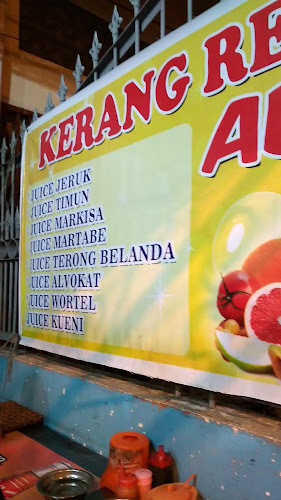 KERANG RE
A
JUICE JERUK
JUICE TIMUN
JUICE MARKISA
JUICE MARTABE
JUICE TERONG BELANDA
JUICE ALVOKAT
JUICE WORTEL
JUICE KUENI